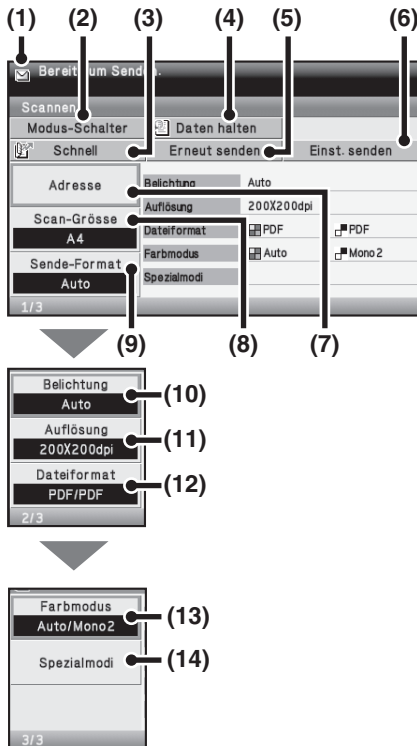 (1) (2) (3) (4) (5) (6)
Bereit zum Senden.
Scannen
Modus-Schalter Daten halten
Schnell Erneut senden Einst. senden
Adresse
Belichtung Auto
Auflösung 200X200dpi
Scan-Grösse
A4
Dateiformat PDF PDF
Farbmodus Auto Mono2
Sende-Format
Auto
Spezialmodi
1/3
(9) (8) (7)
Belichtung
Auto
(10)
Auflösung
200X200dpi
(11)
Dateiformat
PDF/PDF
(12)
2/3
Farbmodus
Auto/Mono2
(13)
Spezialmodi
(14)
3/3